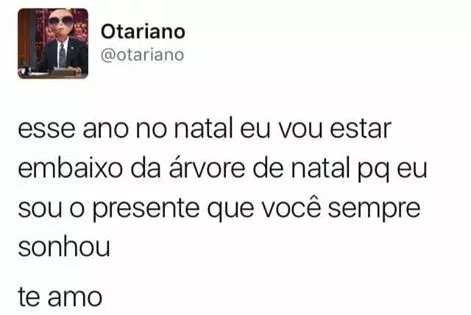 Otariano
@otariano
esse ano no natal eu vou estar
embaixo da árvore de natal pq eu
sou o presente que você sempre
sonhou
te amo